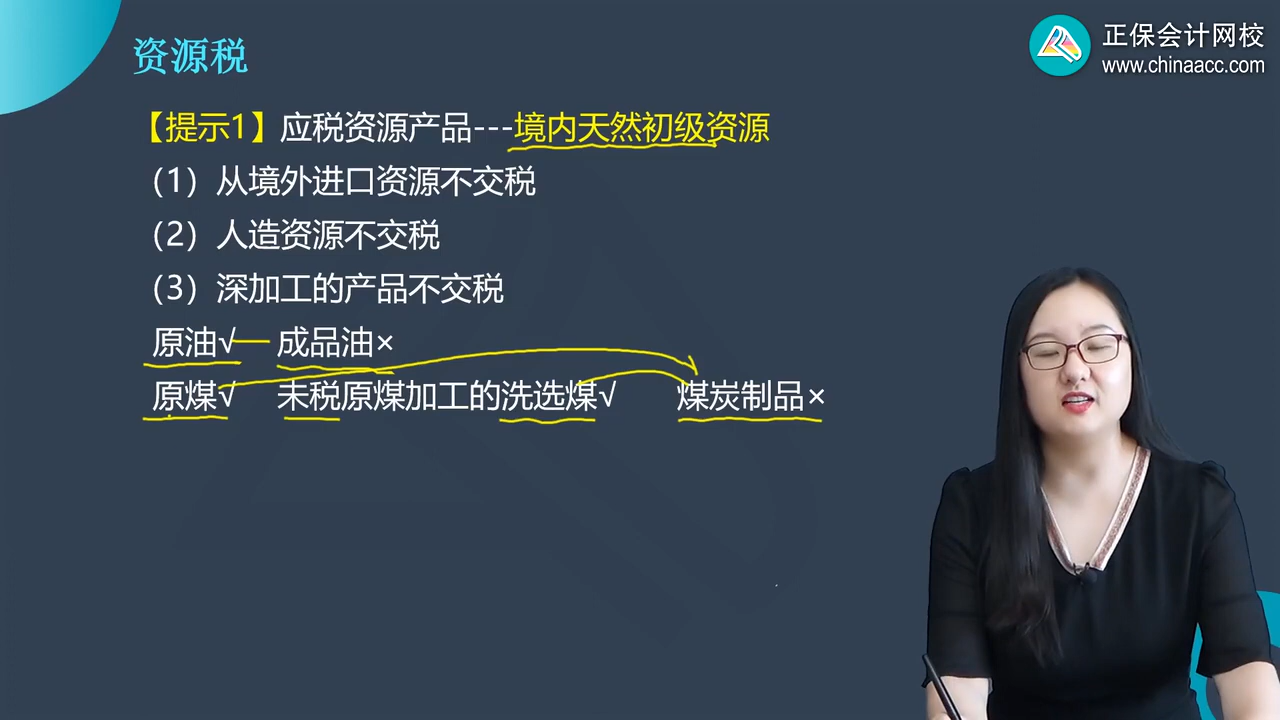 资源税
正保会计网校
www.chinaacc.com
【提示1】应税资源产品---境内天然初级资源
（1）从境外进口资源不交税
（2）人造资源不交税
（3）深加工的产品不交税
原油√ 成品油×
原煤√ 未税原煤加工的洗选煤√ 煤炭制品×